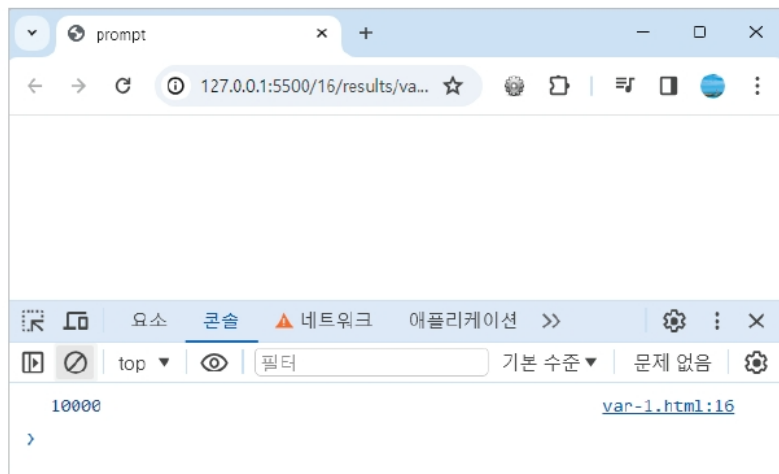 prompt
127.0.0.1:5500/16/results/va...
요소 콘솔 네트워크 애플리케이션
top 필터 기본 수준 문제 없음
10000 var-1.html:16